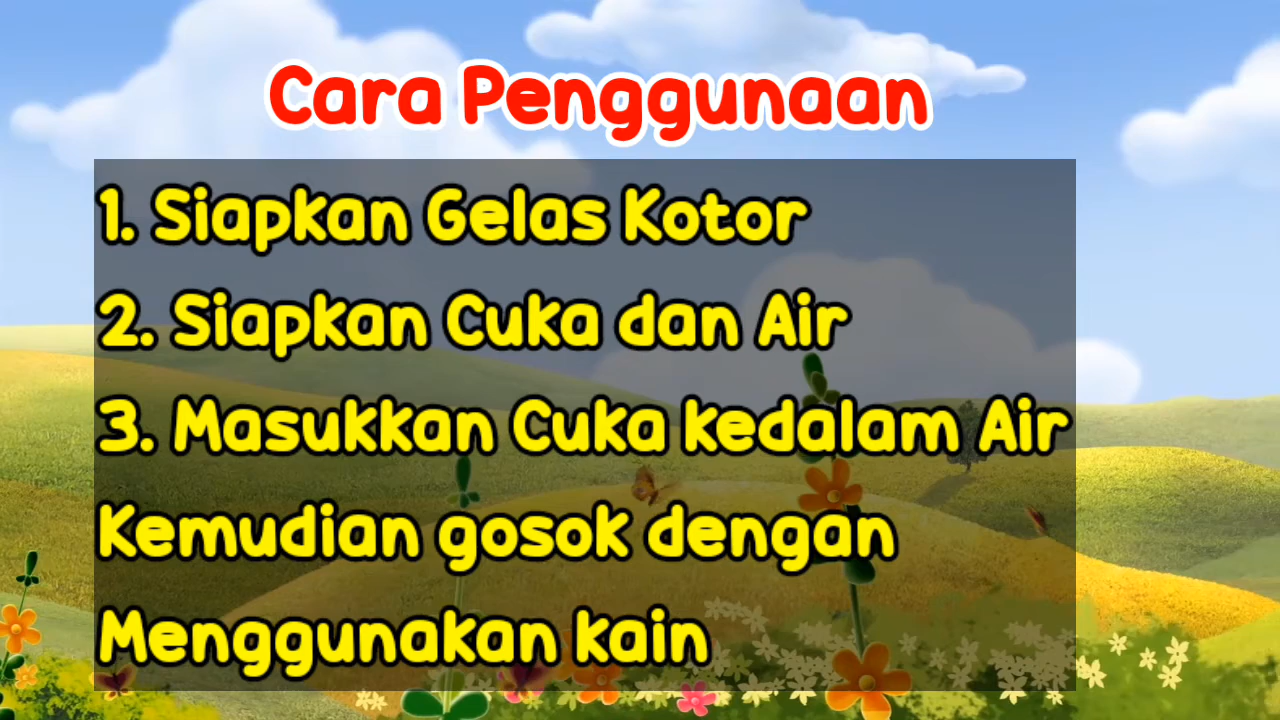 Cara Penggunaan
1. Siapkan Gelas Kotor
2. Siapkan Cuka dan Air
3. Masukkan Cuka kedalam Air
Kemudian gosok dengan
Menggunakan kain